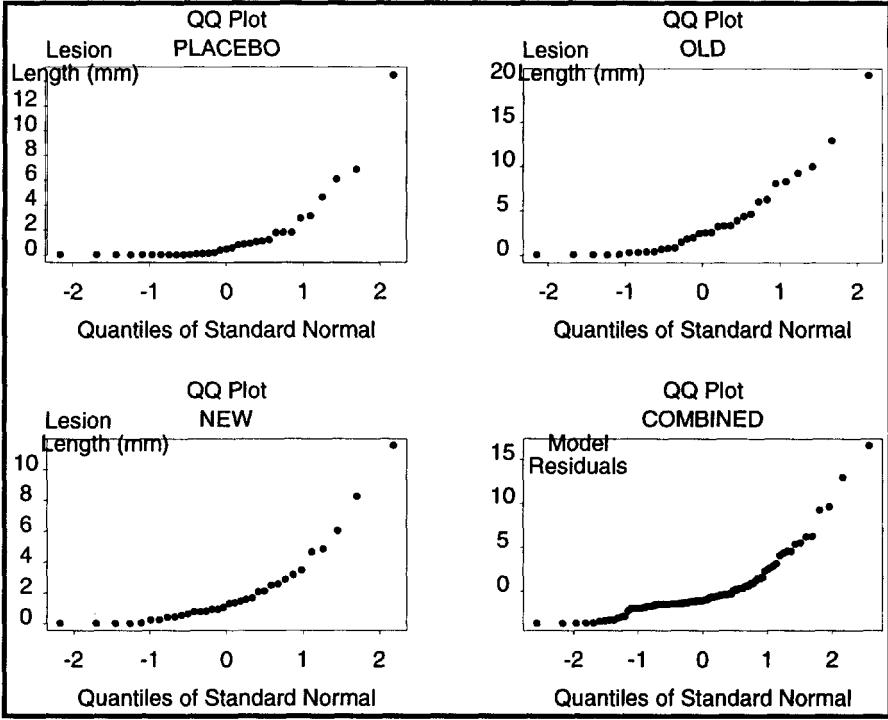 QQ Plot
PLACEBO
Lesion
Length (mm)
12
10
8
6
4
2
0
-2 -1 0 1 2
Quantiles of Standard Normal
QQ Plot
OLD
Lesion
Length (mm)
20
15
10
5
0
-2 -1 0 1 2
Quantiles of Standard Normal
QQ Plot
NEW
Lesion
Length (mm)
10
8
6
4
2
0
-2 -1 0 1 2
Quantiles of Standard Normal
QQ Plot
COMBINED
Model
Residuals
15
10
5
0
-2 -1 0 1 2
Quantiles of Standard Normal